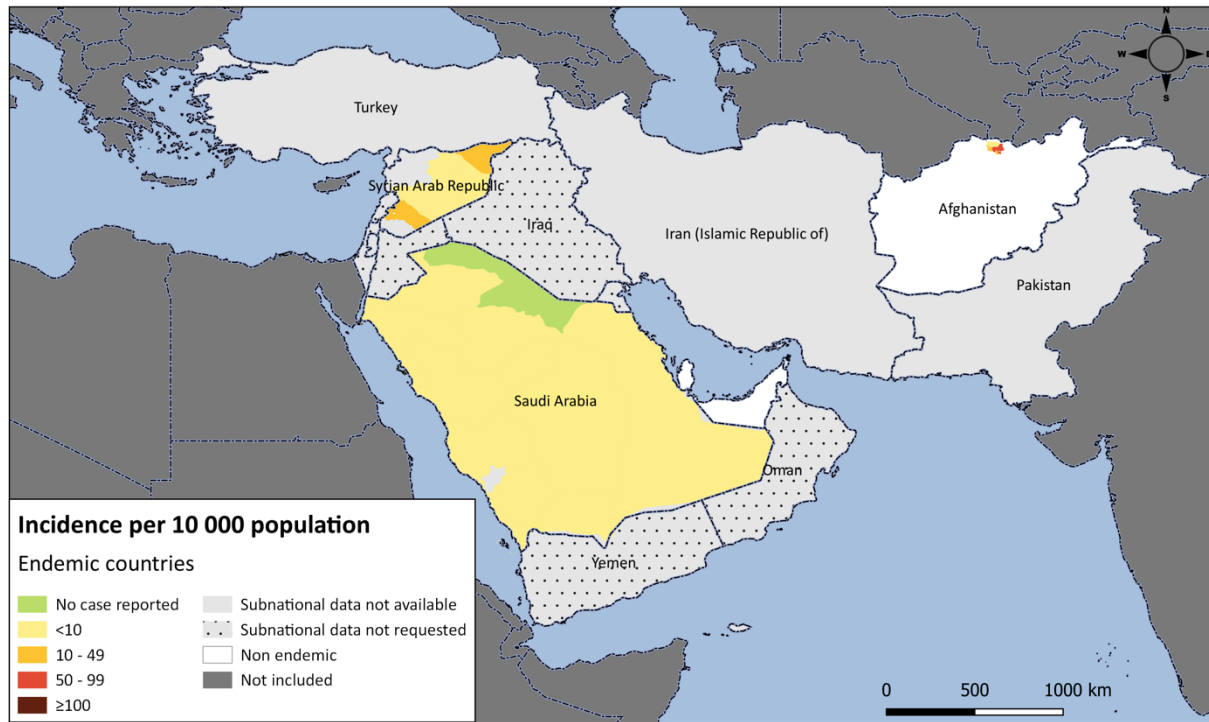 N
W
E
S
Turkey
Syrian Arab Republic
Iraq
Iran (Islamic Republic of)
Afghanistan
Pakistan
Saudi Arabia
Oman
Yemen
Incidence per 10 000 population
Endemic countries
No case reported
<10
10 - 49
50 - 99
≥100
Subnational data not available
Subnational data not requested
Non endemic
Not included
0 500 1000 km